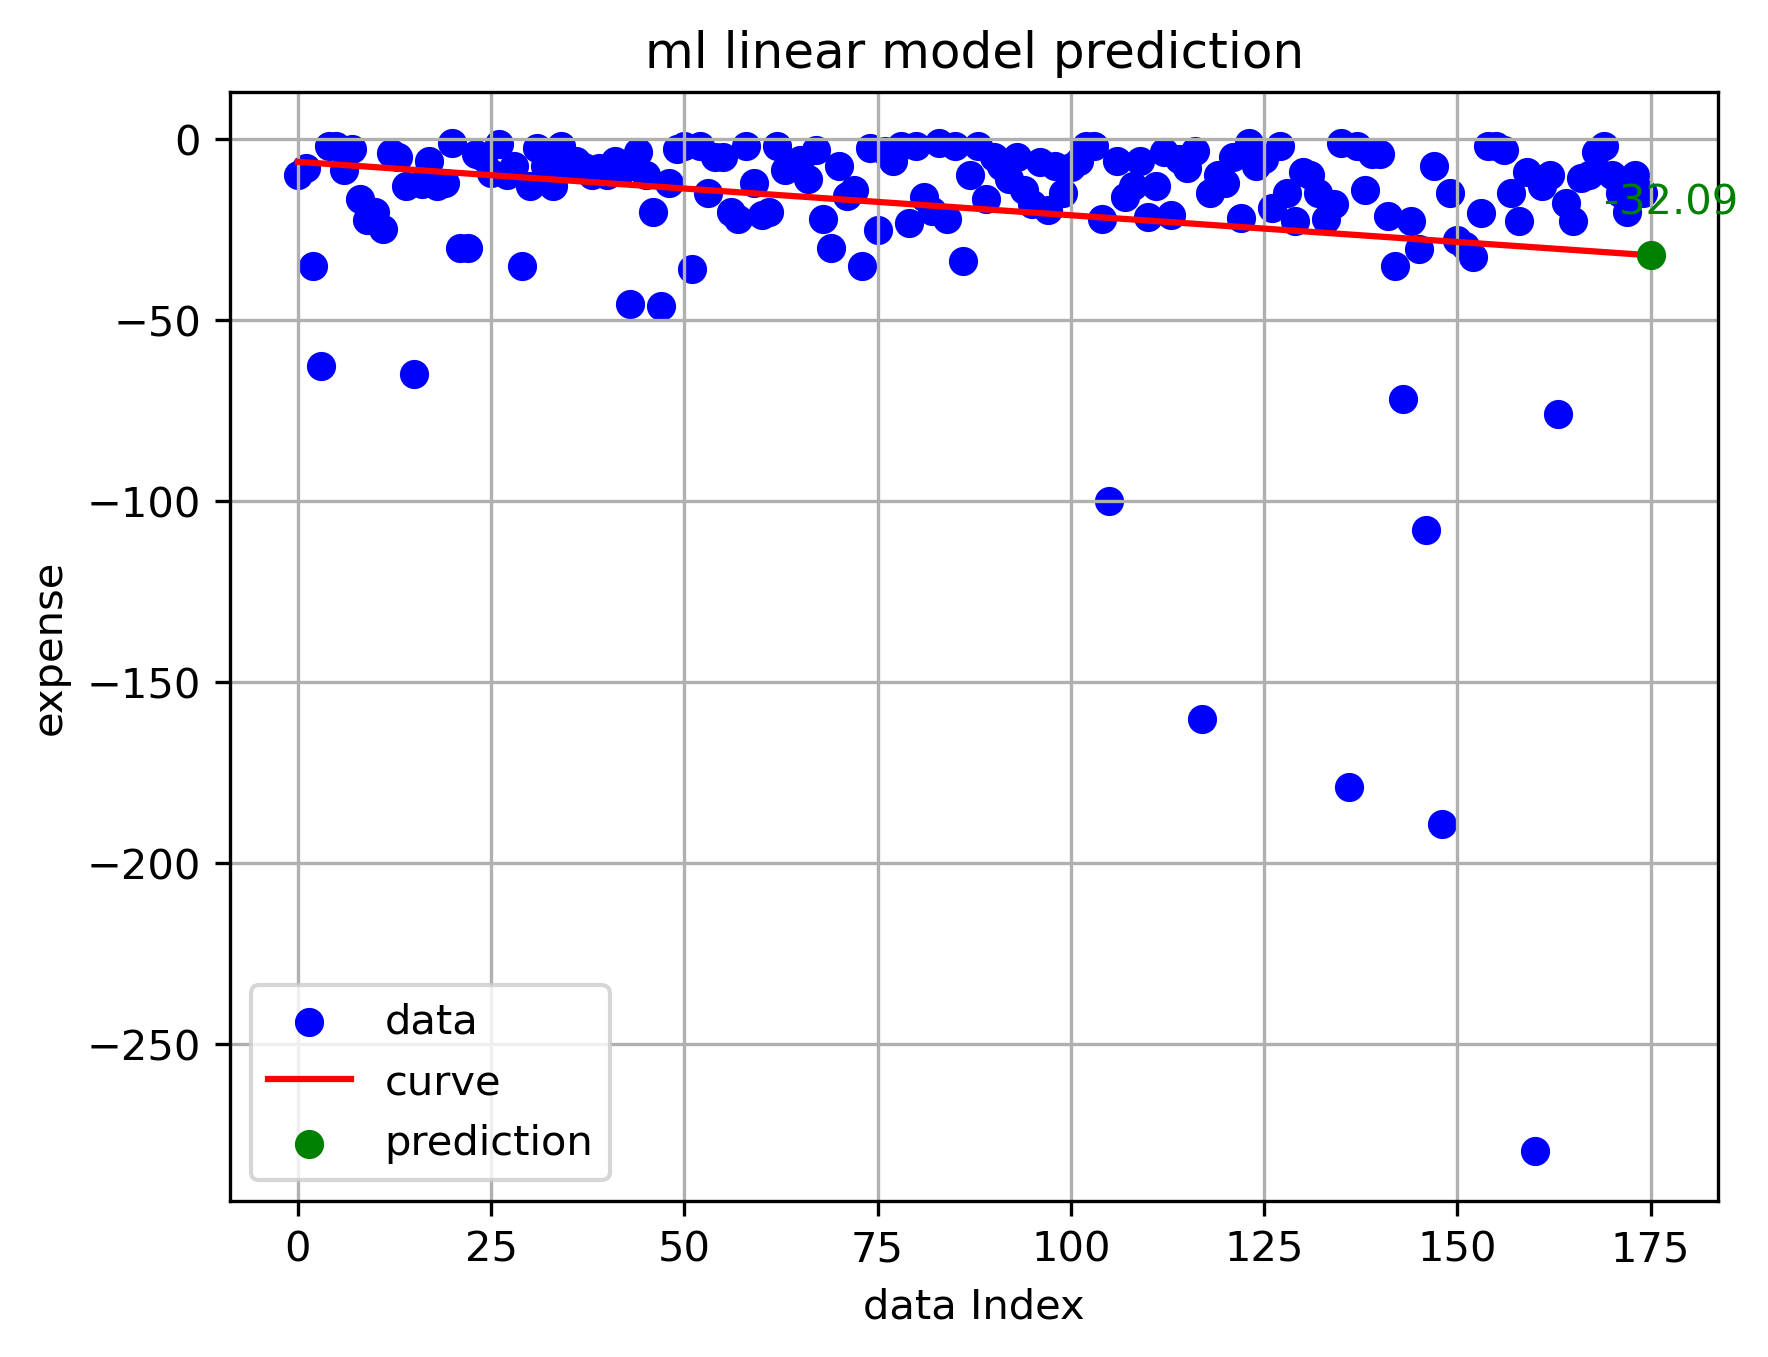 ml linear model prediction
0
−50
−100
−150
−200
−250
expense
-32.09
data
curve
prediction
0 25 50 75 100 125 150 175
data Index